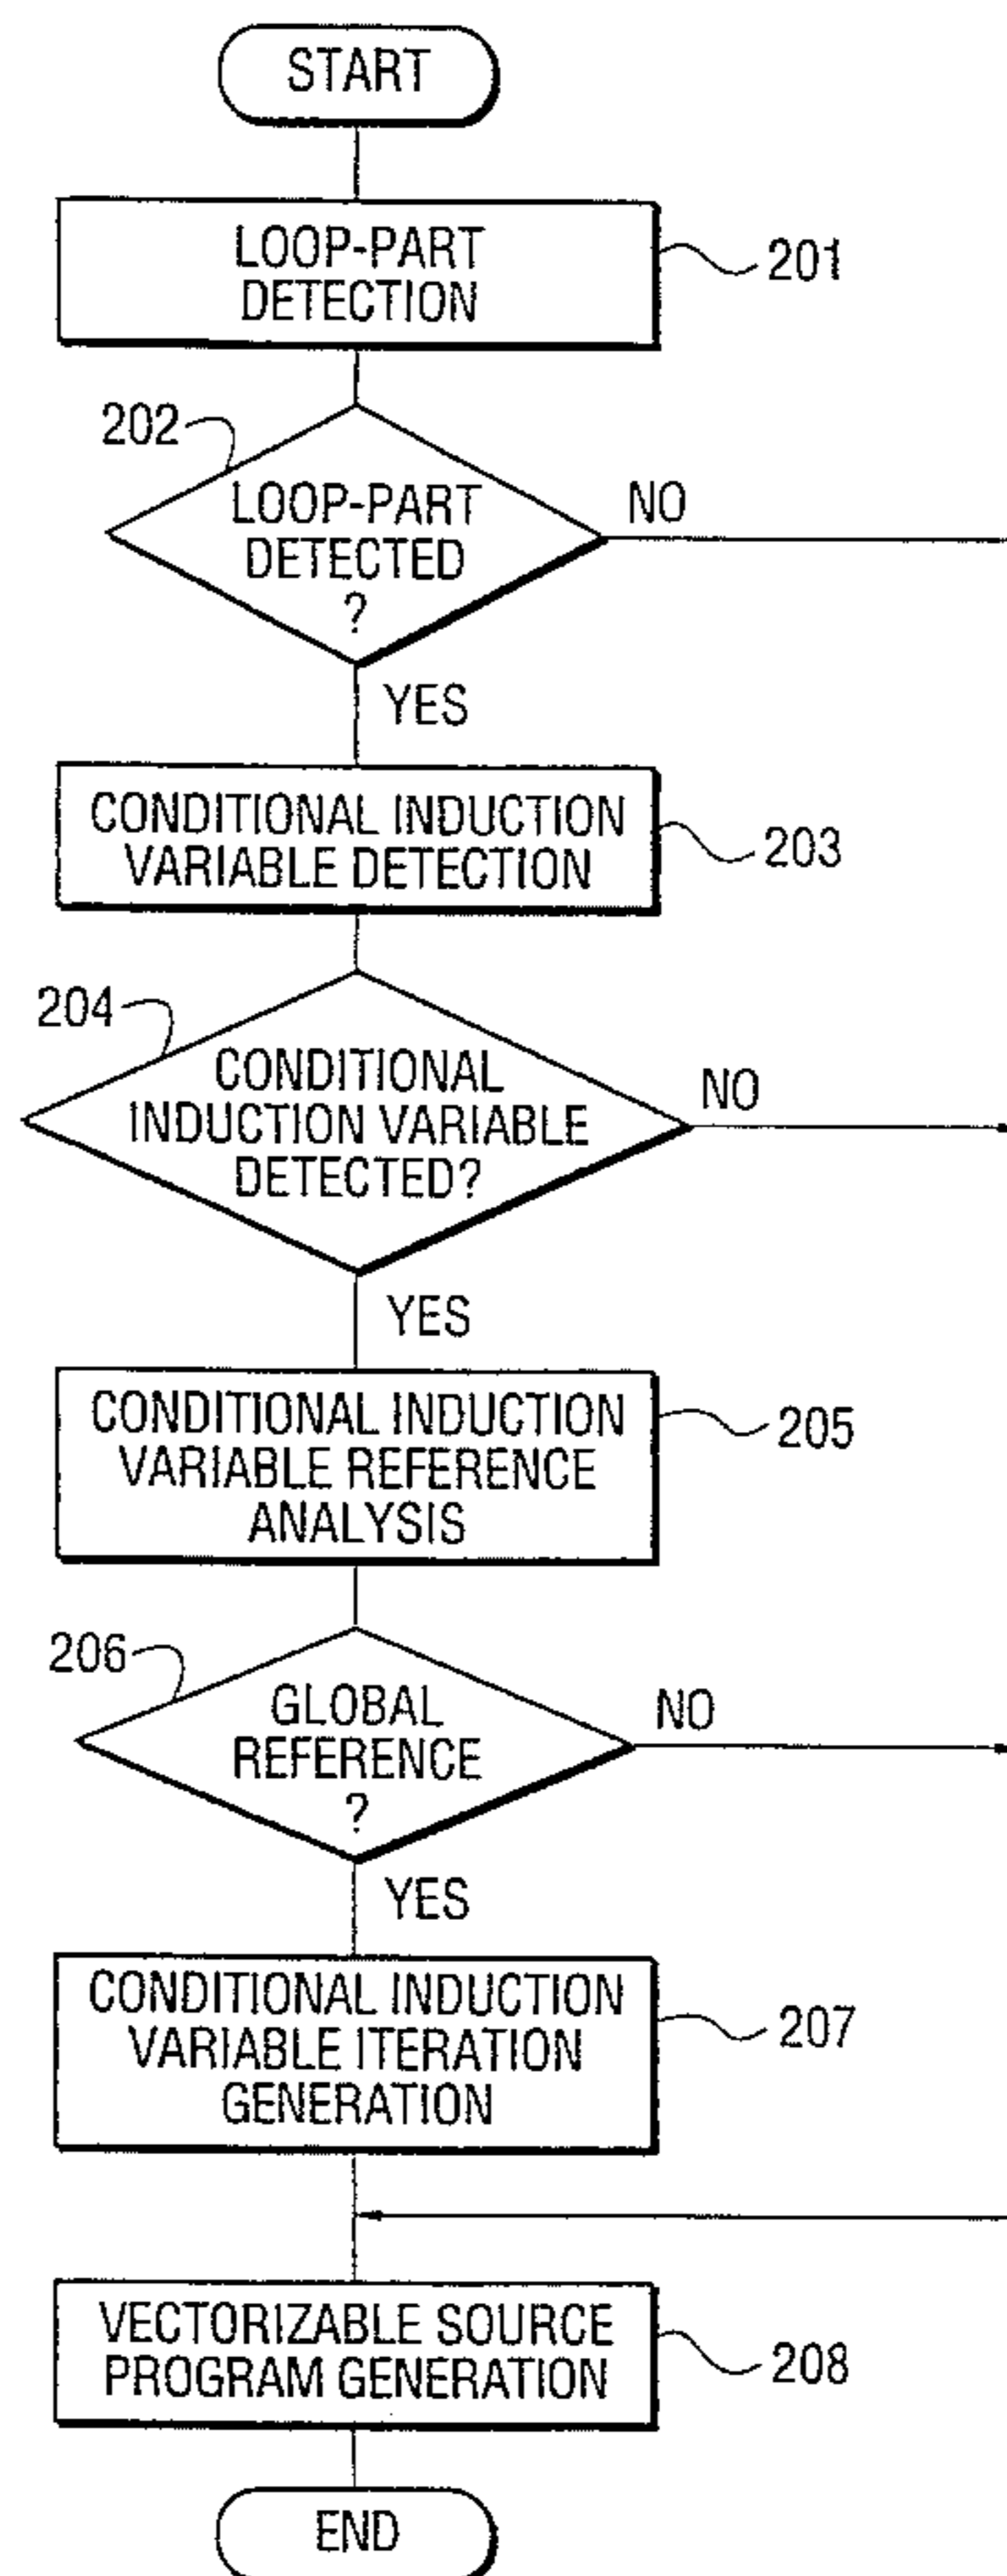 START
LOOP-PART
DETECTION
201
202
LOOP-PART
DETECTED
?
NO
YES
CONDITIONAL INDUCTION
VARIABLE DETECTION
203
204
CONDITIONAL
INDUCTION VARIABLE
DETECTED?
NO
YES
CONDITIONAL INDUCTION
VARIABLE REFERENCE
ANALYSIS
205
206
GLOBAL
REFERENCE
?
NO
YES
CONDITIONAL INDUCTION
VARIABLE ITERATION
GENERATION
207
VECTORIZABLE SOURCE
PROGRAM GENERATION
208
END